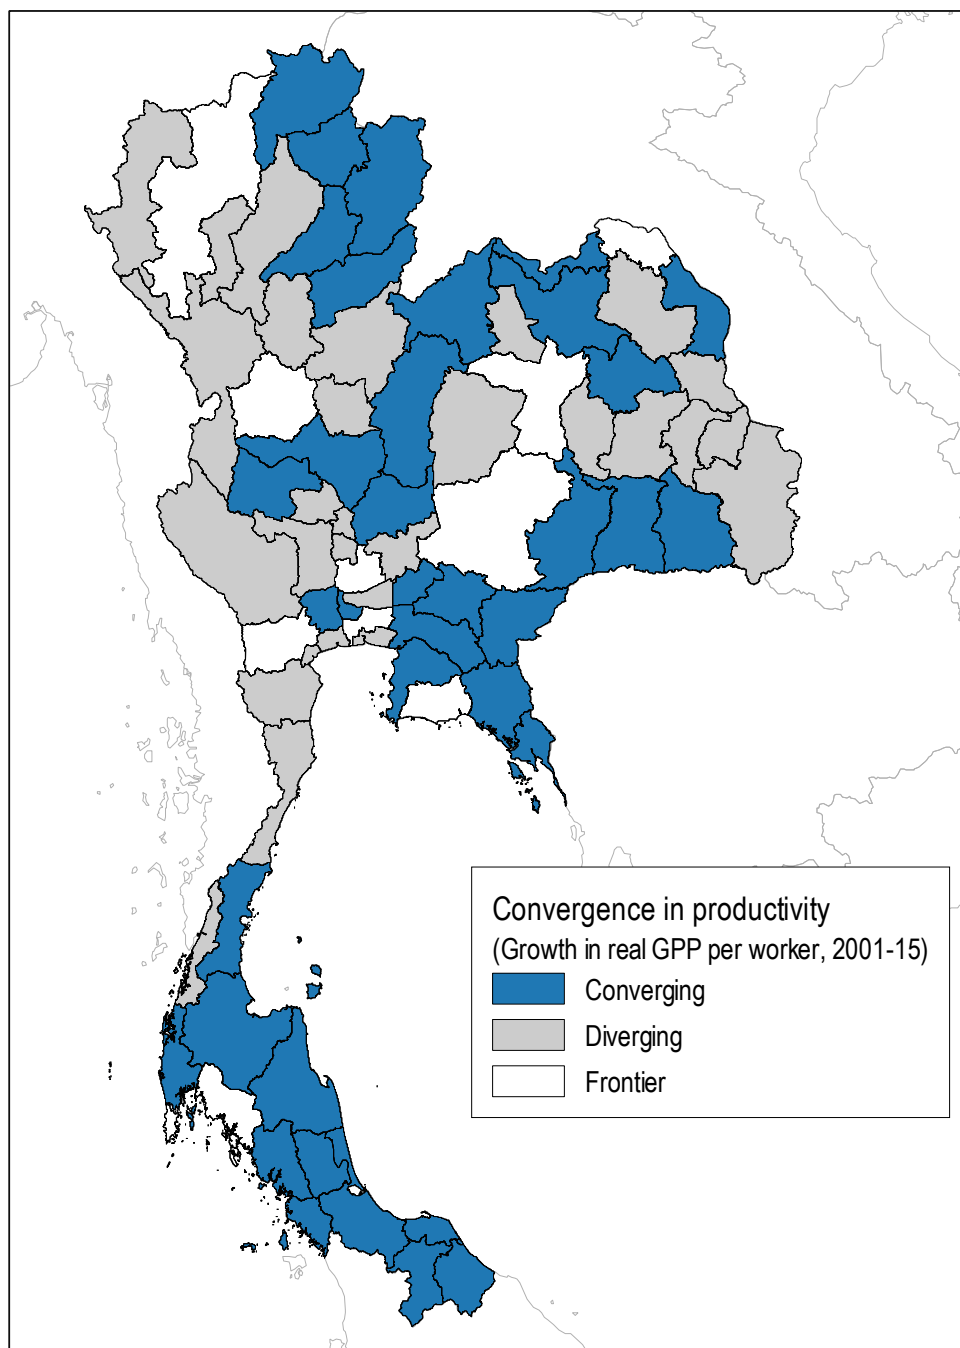 Convergence in productivity
(Growth in real GPP per worker, 2001-15)
Converging
Diverging
Frontier